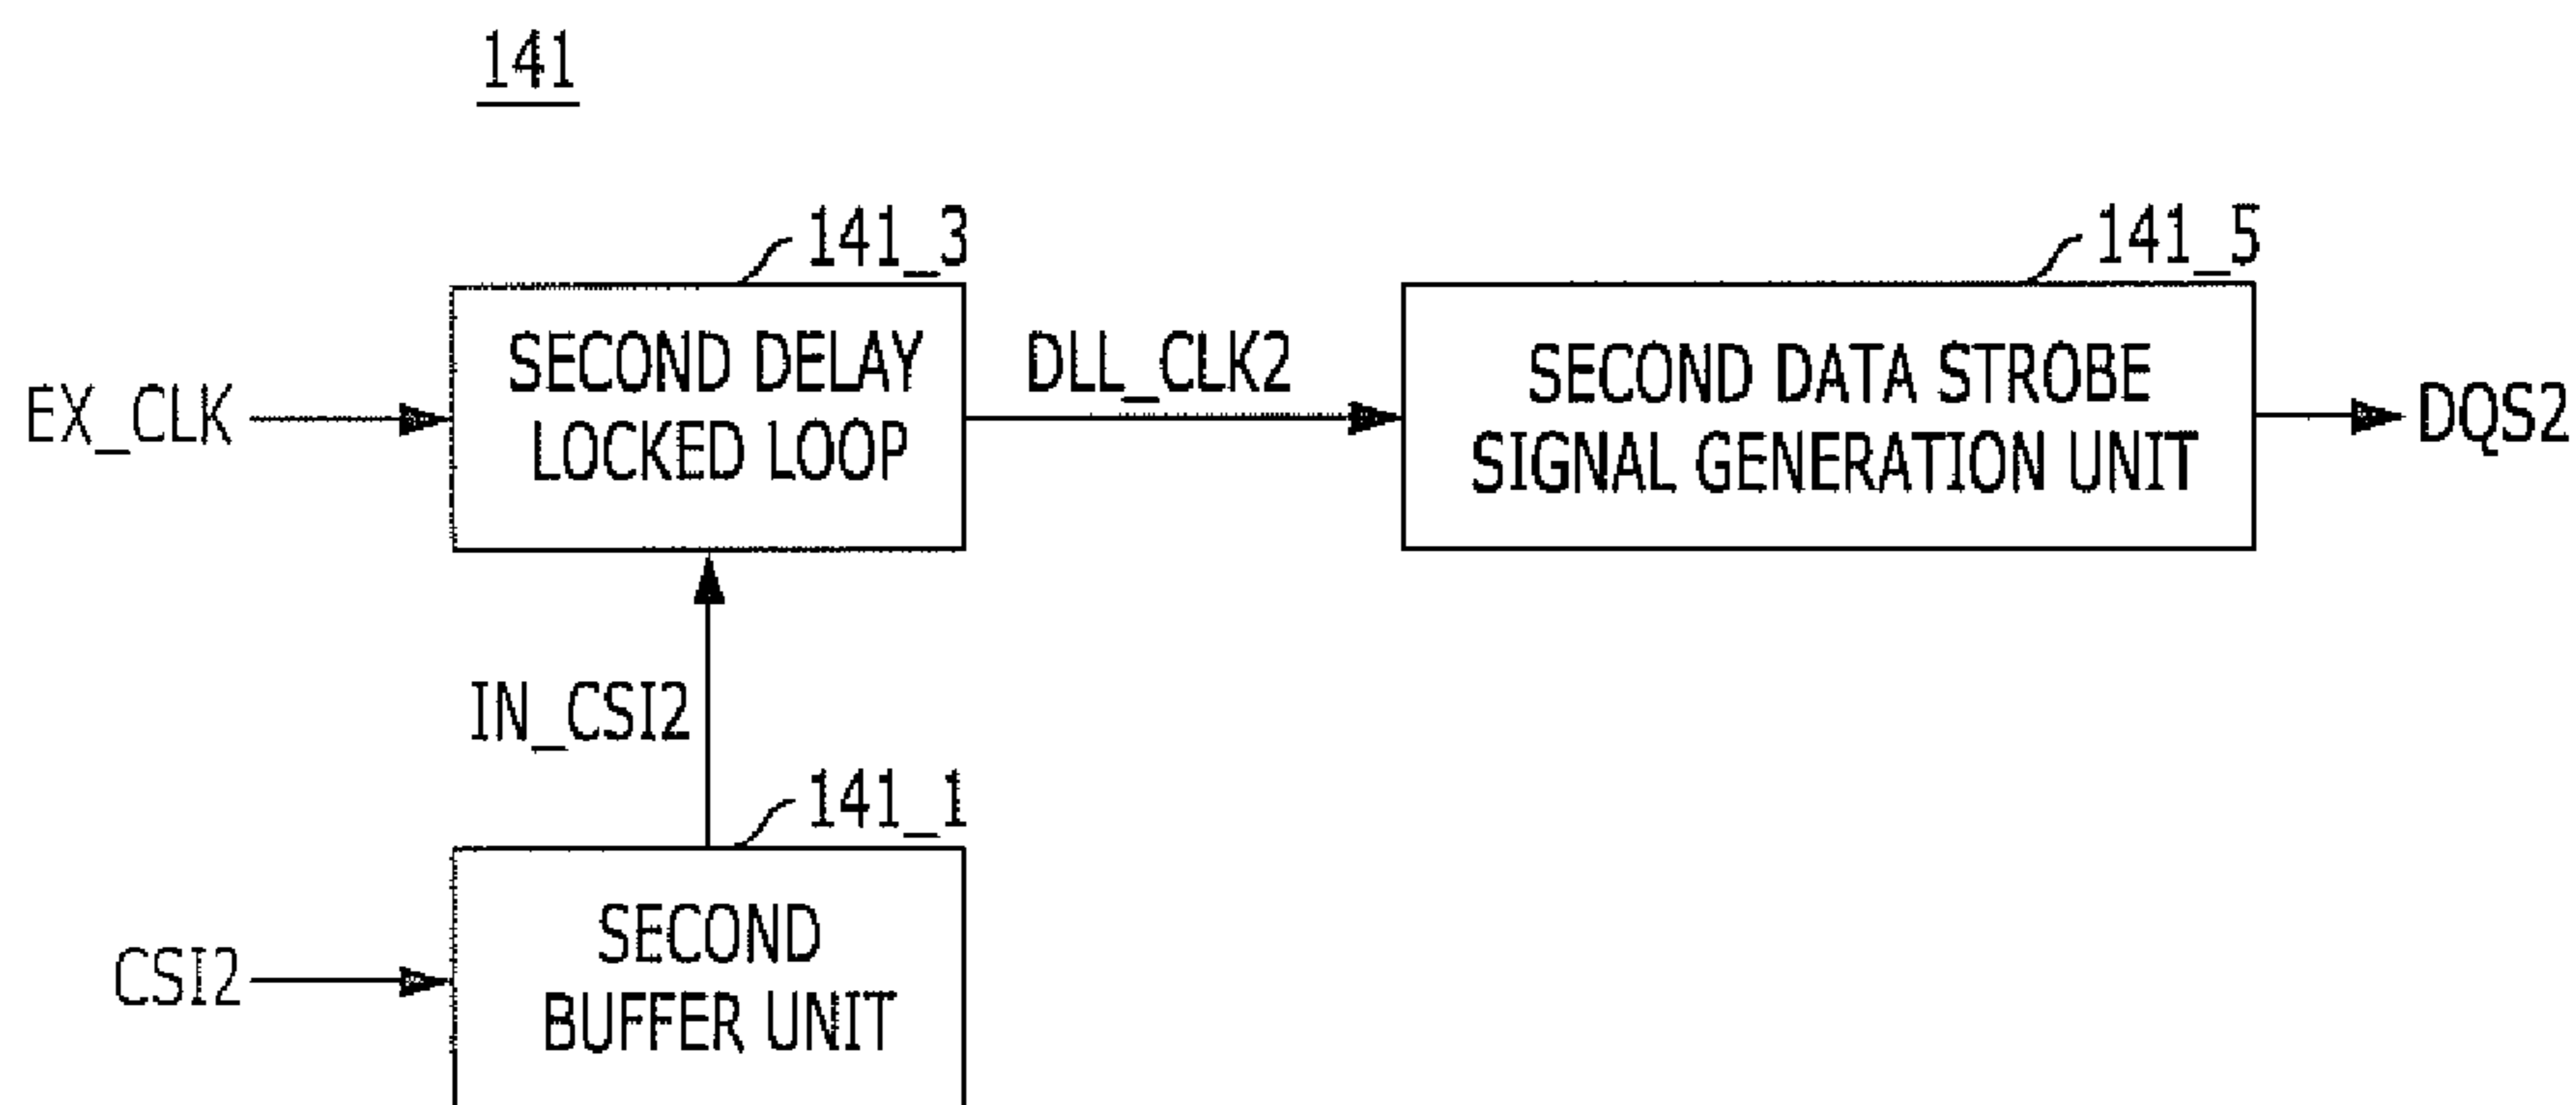 141
141_3
141_5
SECOND DELAY
LOCKED LOOP
EX_CLK
DLL_CLK2
SECOND DATA STROBE
SIGNAL GENERATION UNIT
DQS2
IN_CSI2
141_1
CSI2
SECOND
BUFFER UNIT